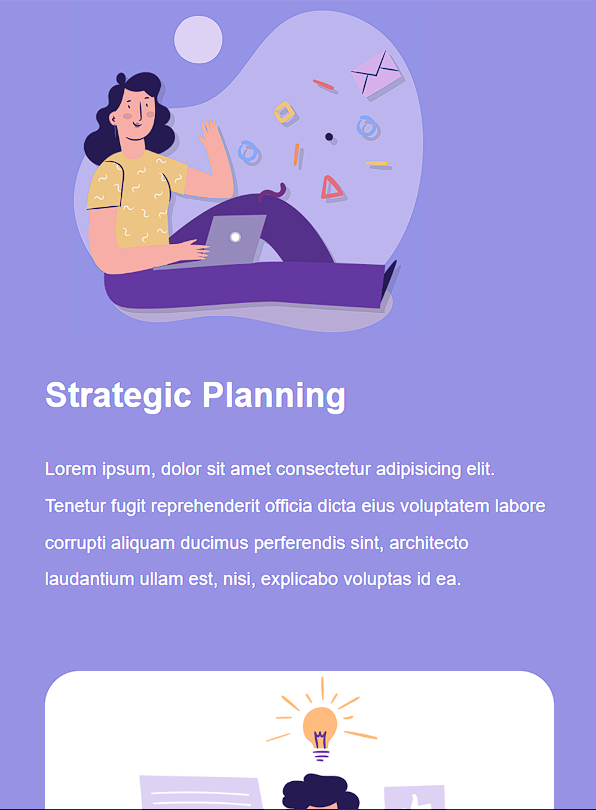 Strategic Planning
Lorem ipsum, dolor sit amet consectetur adipisicing elit.
Tenetur fugit reprehenderit officia dicta eius voluptatem labore
corrupti aliquam ducimus perferendis sint, architecto
laudantium ullam est, nisi, explicabo voluptas id ea.